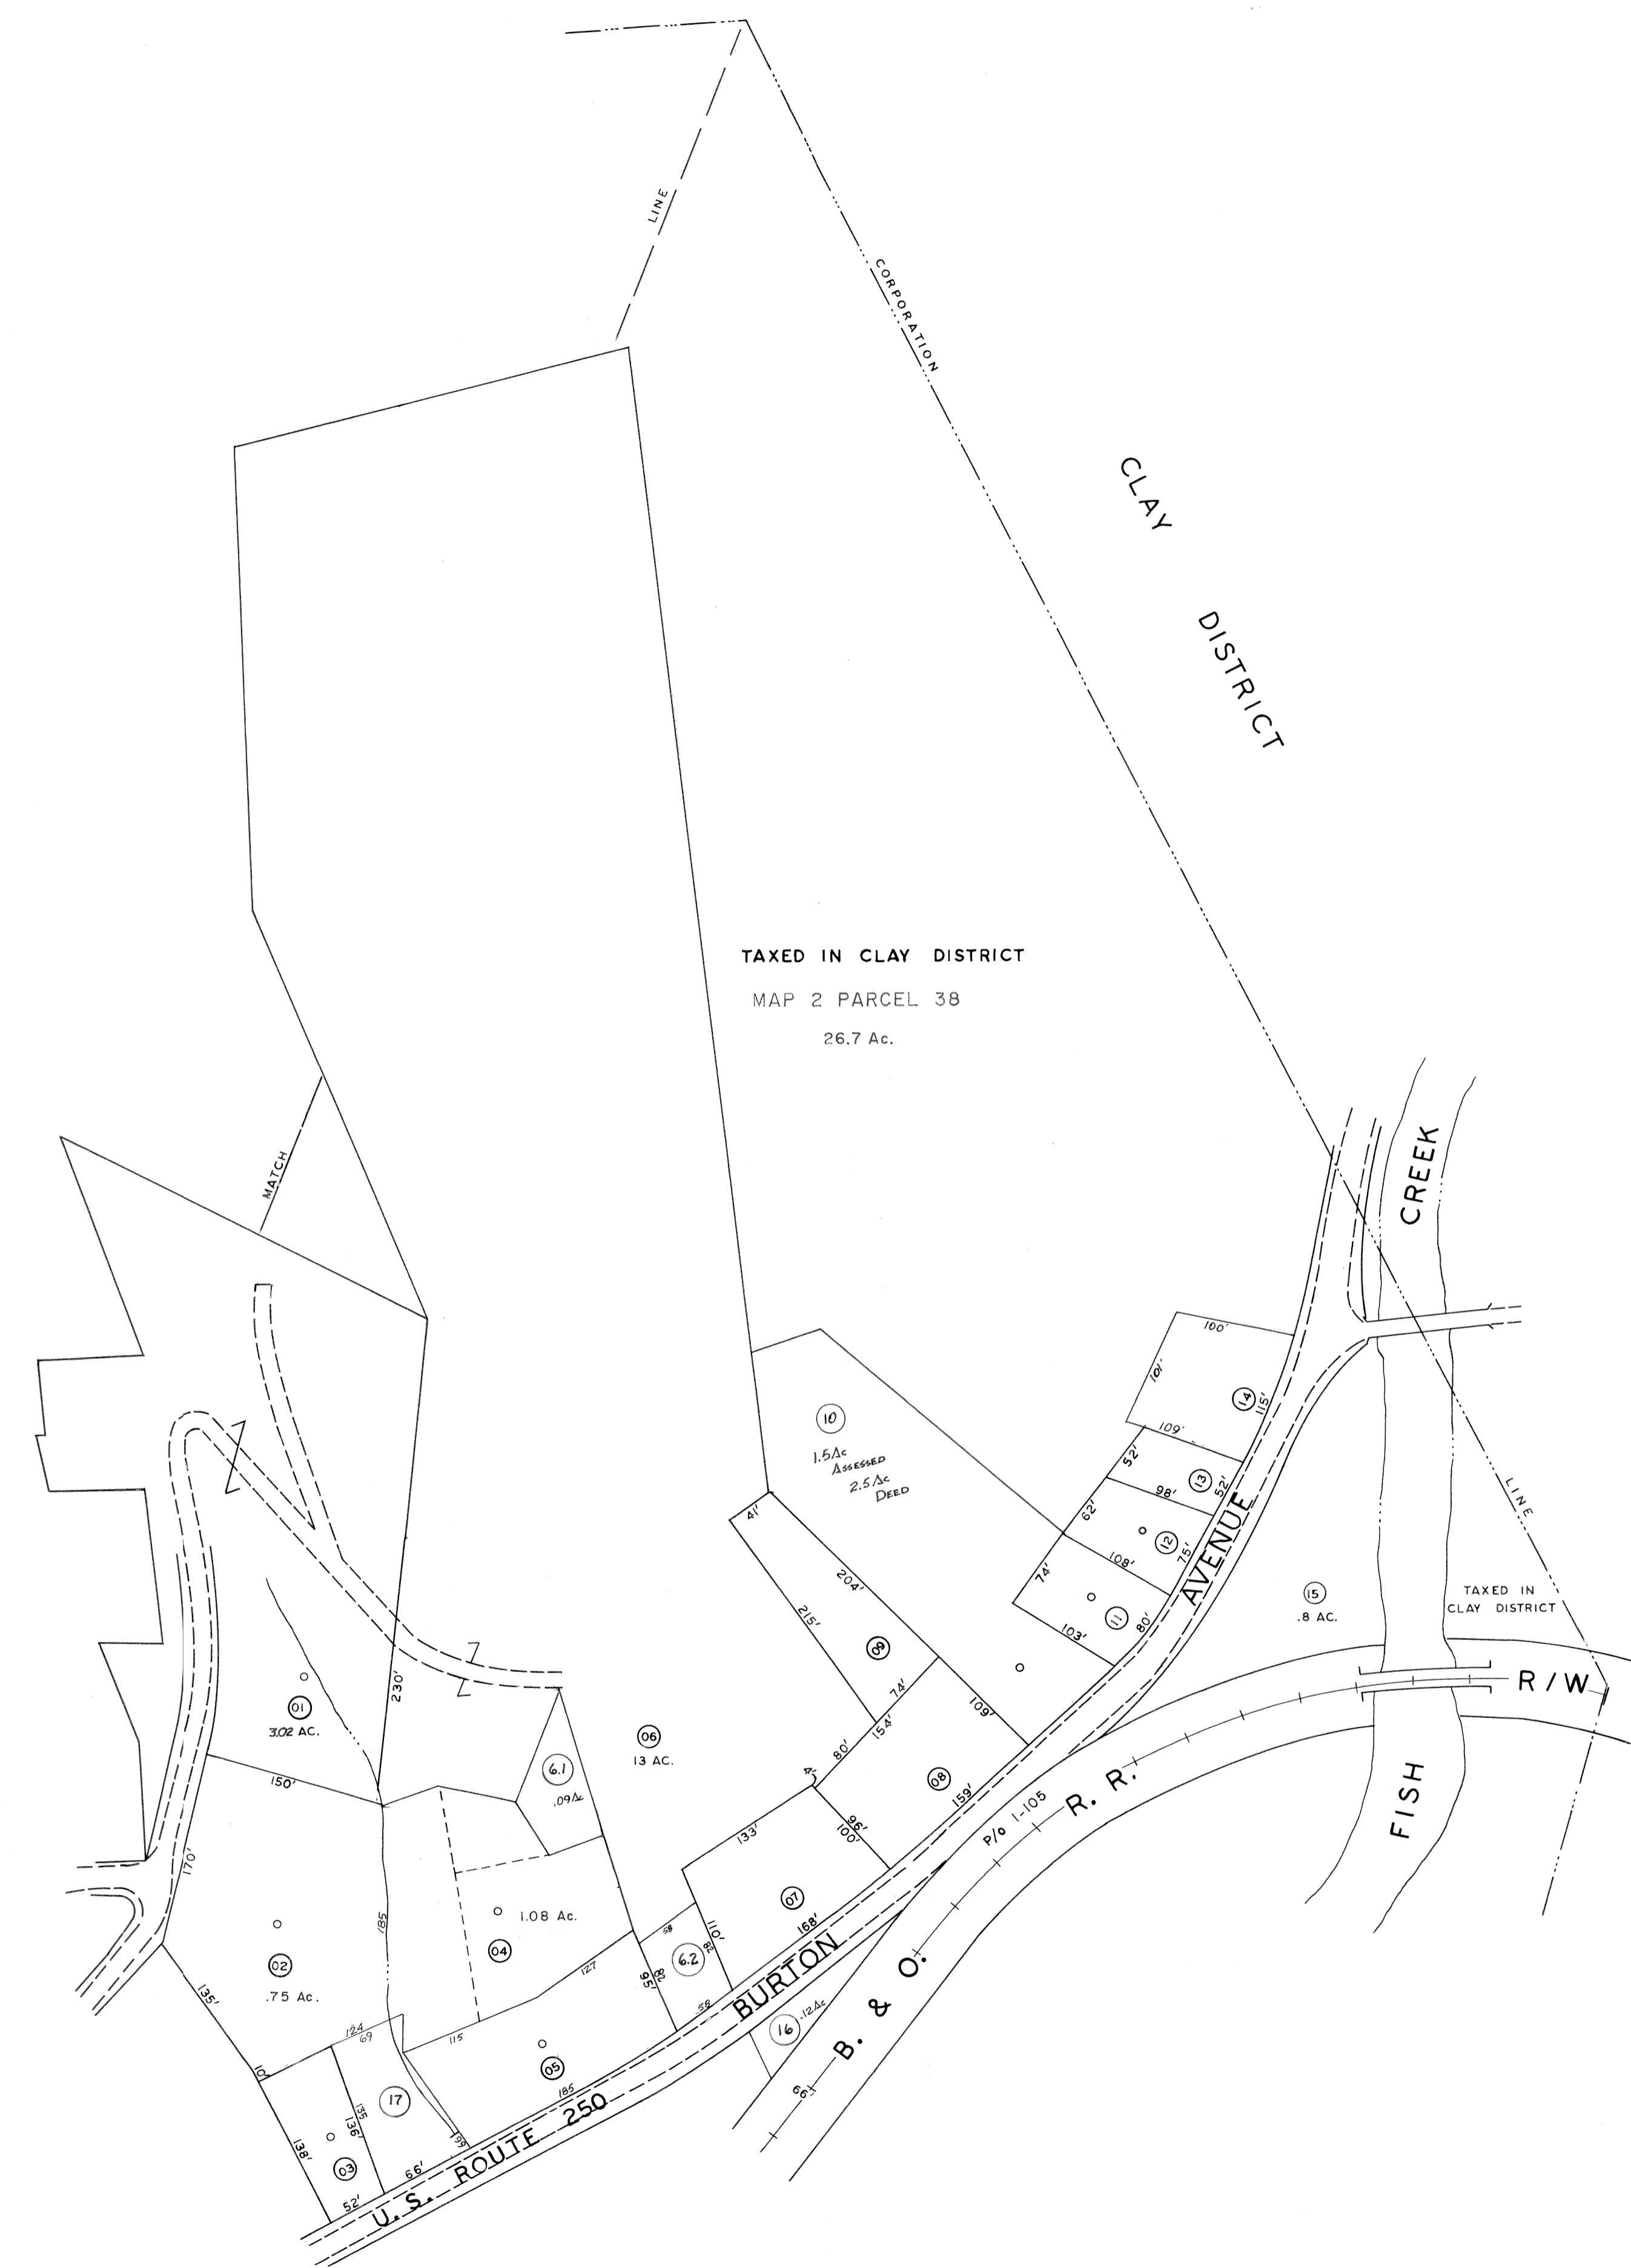 LINE
CORPORATION
CLAY DISTRICT
TAXED IN CLAY DISTRICT
MAP 2 PARCEL 38
26.7 Ac.
MATCH
CREEK
100'
101'
14
115'
109'
52'
13
52'
98'
62'
12
75'
108'
74'
11
80'
103'
AVENUE
10
1.5Ac
ASSESSED
2.5Ac
DEED
41'
204'
215'
09
74'
109'
154'
80'
4'
08
159'
96'
100'
LINE
15
.8 AC.
TAXED IN
CLAY DISTRICT
R/W
FISH
230'
01
3.02 AC.
150'
06
13 AC.
6.1
.09Ac
133'
07
168'
110'
82
P/O 1-105
R. R.
170'
185
1.08 Ac.
04
02
.75 Ac.
135'
127
58
6.2
95'
82
58
BURTON
16
.12Ac
B. & O.
66
124
69
115
10'
05
185
17
135
136'
138'
03
99
66'
52'
U. S. ROUTE 250